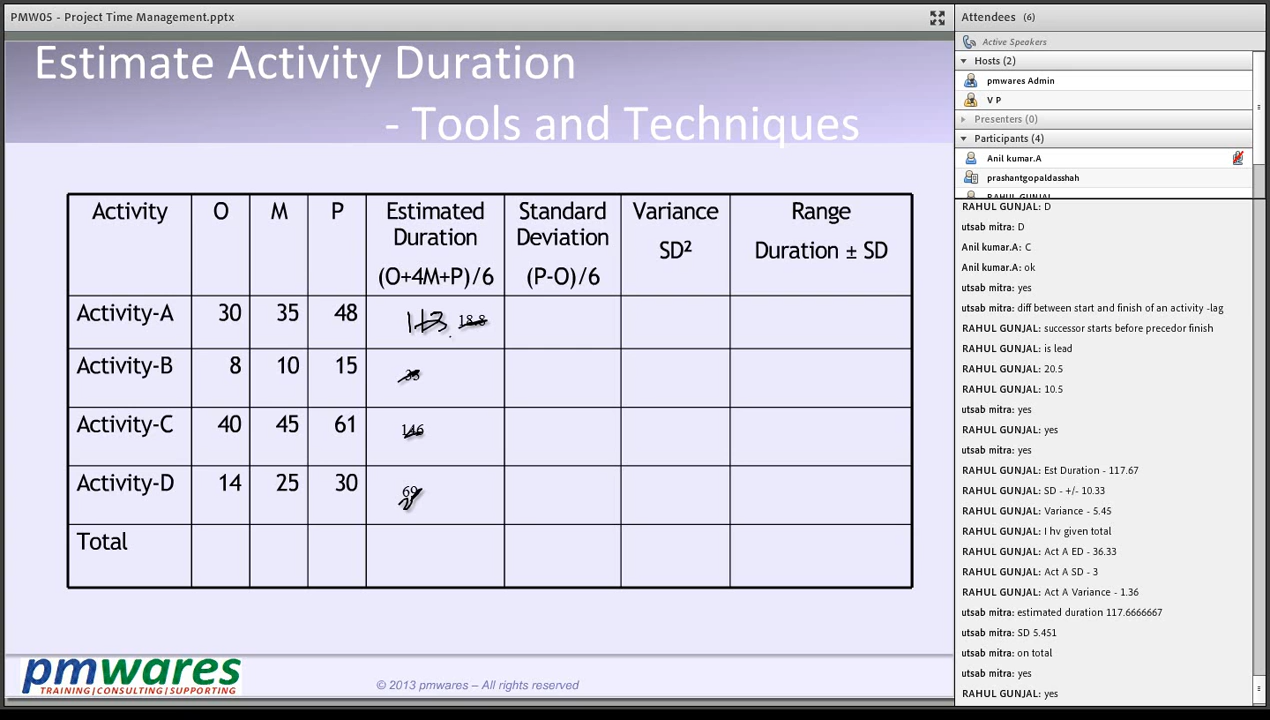 PMW05 - Project Time Management.pptx
Estimate Activity Duration
- Tools and Techniques
Activity O M P Estimated Duration (O+4M+P)/6 Standard Deviation (P-O)/6 Variance SD² Range Duration ± SD
Activity-A 30 35 48 113. 18.8
Activity-B 8 10 15 33
Activity-C 40 45 61 146
Activity-D 14 25 30 69
Total
pmwares
TRAINING|CONSULTING|SUPPORTING
© 2013 pmwares – All rights reserved
Attendees (6)
Active Speakers
Hosts (2)
pmwares Admin
V P
Presenters (0)
Participants (4)
Anil kumar.A
prashantgopaldasshah
RAHUL GUNJAL
RAHUL GUNJAL: D
utsab mitra: D
Anil kumar.A: C
Anil kumar.A: ok
utsab mitra: yes
utsab mitra: diff between start and finish of an activity -lag
RAHUL GUNJAL: successor starts before precedor finish
RAHUL GUNJAL: is lead
RAHUL GUNJAL: 20.5
RAHUL GUNJAL: 10.5
utsab mitra: yes
RAHUL GUNJAL: yes
utsab mitra: yes
RAHUL GUNJAL: Est Duration - 117.67
RAHUL GUNJAL: SD - +/- 10.33
RAHUL GUNJAL: Variance - 5.45
RAHUL GUNJAL: I hv given total
RAHUL GUNJAL: Act A ED - 36.33
RAHUL GUNJAL: Act A SD - 3
RAHUL GUNJAL: Act A Variance - 1.36
utsab mitra: estimated duration 117.6666667
utsab mitra: SD 5.451
utsab mitra: on total
utsab mitra: yes
RAHUL GUNJAL: yes